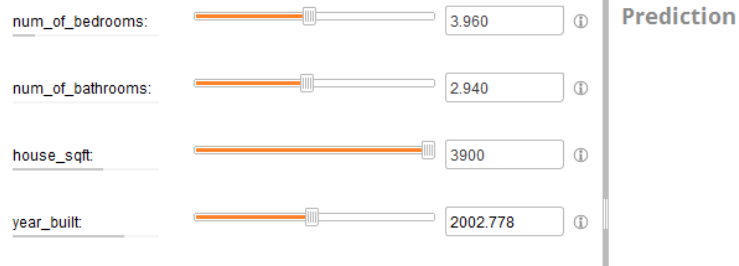 num_of_bedrooms: 3.960 Prediction
num_of_bathrooms: 2.940
house_sqft: 3900
year_built: 2002.778